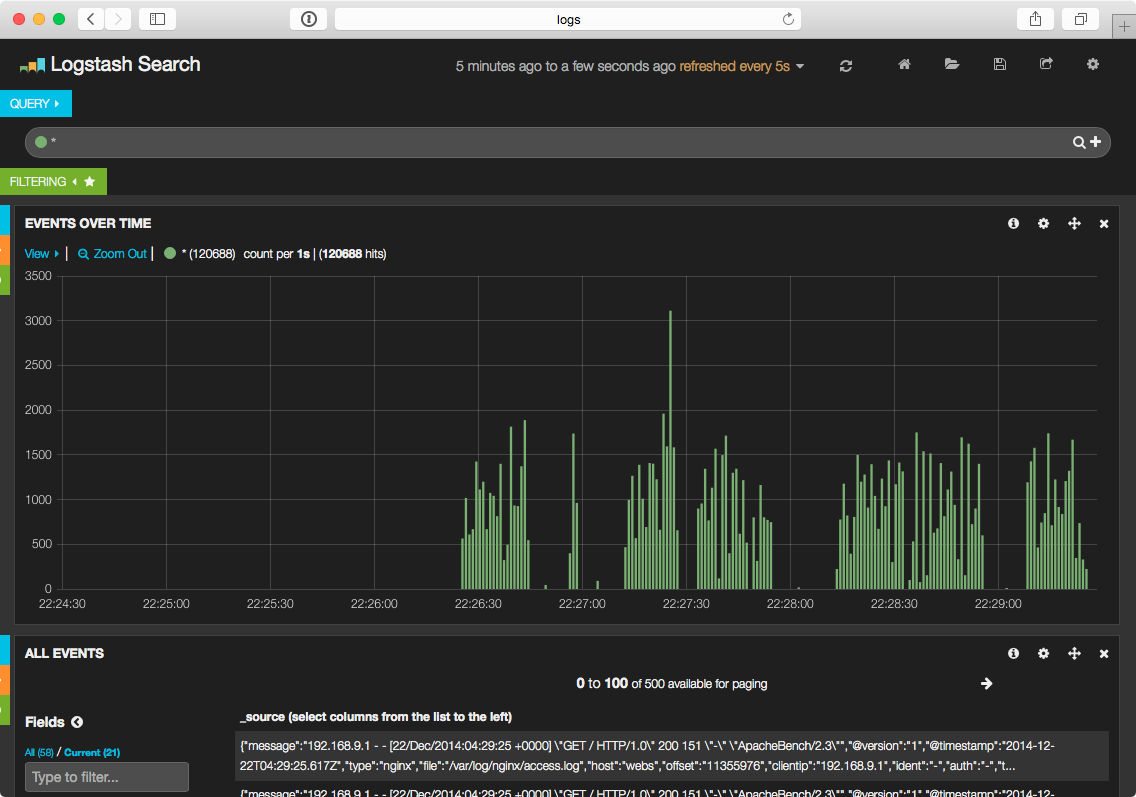 logs
Logstash Search
5 minutes ago to a few seconds ago refreshed every 5s
QUERY
*
FILTERING
EVENTS OVER TIME
View | Zoom Out | * (120688) count per 1s | (120688 hits)
3500
3000
2500
2000
1500
1000
500
0
22:24:30 22:25:00 22:25:30 22:26:00 22:26:30 22:27:00 22:27:30 22:28:00 22:28:30 22:29:00
ALL EVENTS
0 to 100 of 500 available for paging
Fields
All (58) / Current (21)
Type to filter...
_source (select columns from the list to the left)
{"message":"192.168.9.1 - - [22/Dec/2014:04:29:25 +0000] \"GET / HTTP/1.0\" 200 151 \"-\" \"ApacheBench/2.3\"","@version":"1","@timestamp":"2014-12-
22T04:29:25.617Z","type":"nginx","file":"/var/log/nginx/access.log","host":"webs","offset":"11355976","clientip":"192.168.9.1","ident":"-","auth":"-","t...
{"message":"192.168.9.1 - - [22/Dec/2014:04:29:25 +0000] \"GET / HTTP/1.0\" 200 151 \"-\" \"ApacheBench/2.3\"","@version":"1","@timestamp":"2014-12-